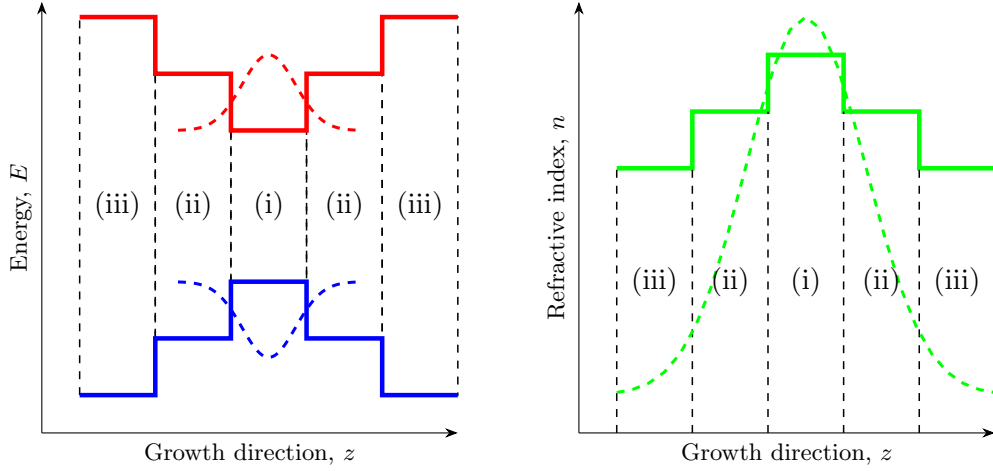 Energy, E
(iii)
(ii)
(i)
(ii)
(iii)
Growth direction, z
Refractive index, n
(iii)
(ii)
(i)
(ii)
(iii)
Growth direction, z